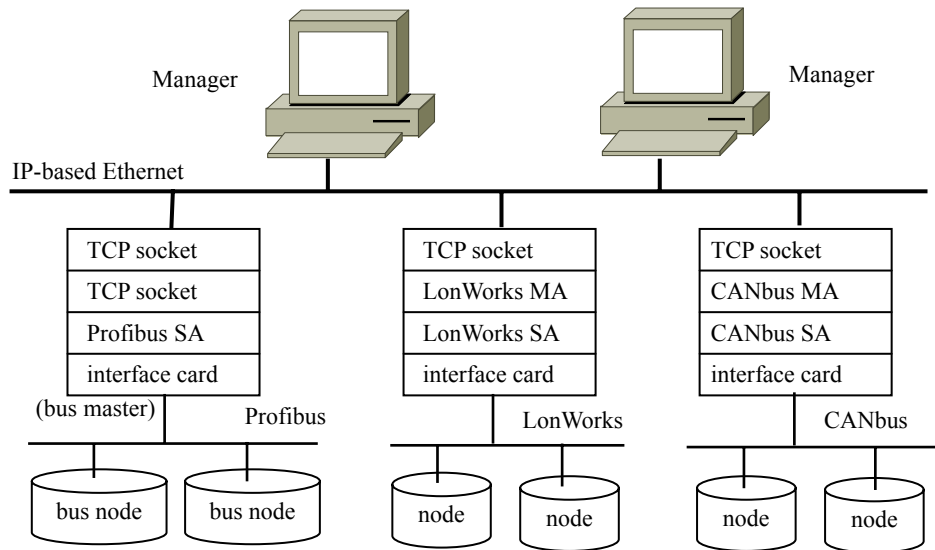 Manager
Manager
IP-based Ethernet
TCP socket
TCP socket
Profibus SA
interface card
(bus master)
Profibus
bus node
bus node
TCP socket
LonWorks MA
LonWorks SA
interface card
LonWorks
node
node
TCP socket
CANbus MA
CANbus SA
interface card
CANbus
node
node